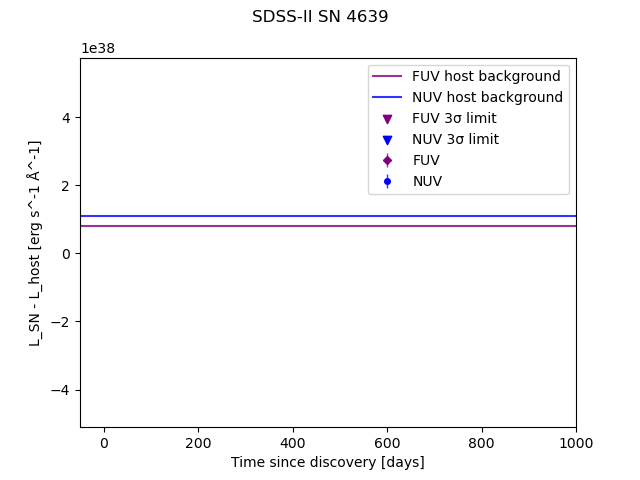 SDSS-II SN 4639
1e38
FUV host background
NUV host background
FUV 3σ limit
NUV 3σ limit
FUV
NUV
4
2
0
−2
−4
L_SN - L_host [erg s^-1 Å^-1]
0 200 400 600 800 1000
Time since discovery [days]